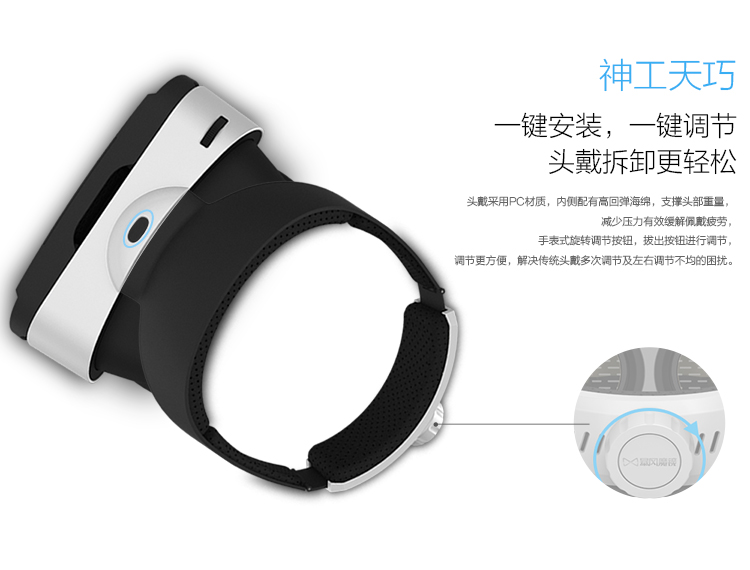 神工天巧
一键安装，一键调节
头戴拆卸更轻松
头戴采用PC材质，内侧配有高回弹海绵，支撑头部重量，
减少压力有效缓解佩戴疲劳，
手表式旋转调节按钮，拔出按钮进行调节，
调节更方便，解决传统头戴多次调节及左右调节不均的困扰。
暴风魔镜